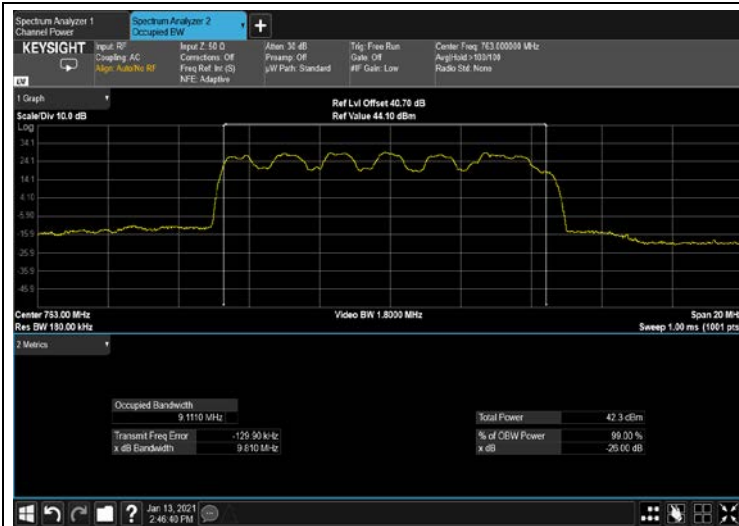 Spectrum Analyzer 1
Channel Power
Spectrum Analyzer 2
Occupied BW
+
KEYSIGHT
Input: RF
Coupling: AC
Align: Auto/No RF
Input Z: 50 Ω
Corrections: Off
Freq Ref: Int (S)
NFE: Adaptive
Atten: 30 dB
Preamp: Off
µW Path: Standard
Trig: Free Run
Gate: Off
#IF Gain: Low
Center Freq: 763.000000 MHz
Avg|Hold:>100/100
Radio Std: None
1 Graph
Scale/Div 10.0 dB
Ref Lvl Offset 40.70 dB
Ref Value 44.10 dBm
Log
34.1
24.1
14.1
4.10
-5.90
-15.9
-25.9
-35.9
-45.9
Center 763.00 MHz
Res BW 180.00 kHz
Video BW 1.8000 MHz
Span 20 MH
Sweep 1.00 ms (1001 pts
2 Metrics
Occupied Bandwidth
9.1110 MHz
Transmit Freq Error -129.90 kHz
x dB Bandwidth 9.810 MHz
Total Power 42.3 dBm
% of OBW Power 99.00 %
x dB -26.00 dB
?
Jan 13, 2021
2:46:40 PM